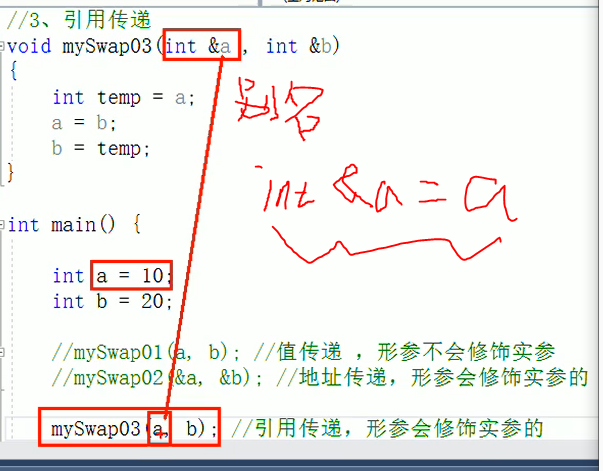 //3、引用传递
void mySwap03(int &a, int &b)
{
int temp = a;
a = b;
b = temp;
}
别名
int &a = a
int main() {
int a = 10;
int b = 20;
//mySwap01(a, b); //值传递 ，形参不会修饰实参
//mySwap02(&a, &b); //地址传递，形参会修饰实参的
mySwap03(a, b); //引用传递，形参会修饰实参的